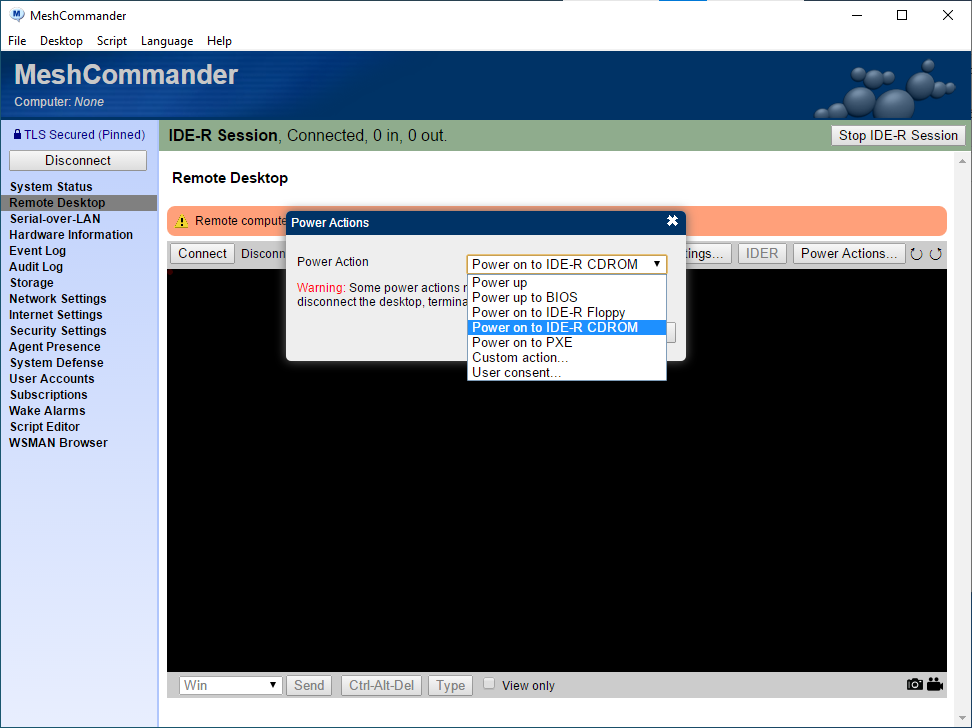 MeshCommander
File Desktop Script Language Help
MeshCommander
Computer: None
TLS Secured (Pinned)
Disconnect
System Status
Remote Desktop
Serial-over-LAN
Hardware Information
Event Log
Audit Log
Storage
Network Settings
Internet Settings
Security Settings
Agent Presence
System Defense
User Accounts
Subscriptions
Wake Alarms
Script Editor
WSMAN Browser
IDE-R Session, Connected, 0 in, 0 out.
Stop IDE-R Session
Remote Desktop
Remote compute
Connect Disconn
ings... IDER Power Actions...
Power Actions
Power Action
Power on to IDE-R CDROM
Warning: Some power actions
disconnect the desktop, termina
Power up
Power up to BIOS
Power on to IDE-R Floppy
Power on to IDE-R CDROM
Power on to PXE
Custom action...
User consent...
Win Send Ctrl-Alt-Del Type View only